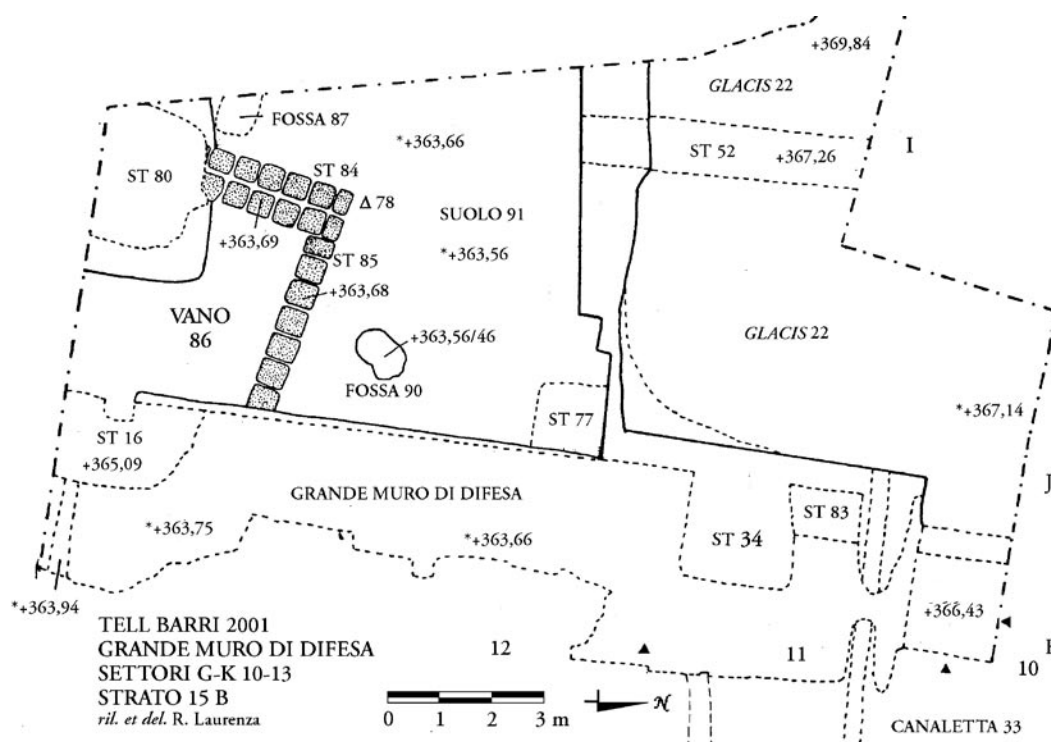 +369,84
GLACIS 22
FOSSA 87
*+363,66
ST 52
+367,26
I
ST 80
ST 84
Δ 78
SUOLO 91
+363,69
ST 85
*+363,56
+363,68
VANO
86
+363,56/46
GLACIS 22
FOSSA 90
ST 77
*+367,14
ST 16
+365,09
GRANDE MURO DI DIFESA
J
ST 83
*+363,75
*+363,66
ST 34
*+363,94
+366,43
TELL BARRI 2001
GRANDE MURO DI DIFESA
SETTORI G-K 10-13
STRATO 15 B
ril. et del. R. Laurenza
12
11
10
0 1 2 3 m
N
CANALETTA 33